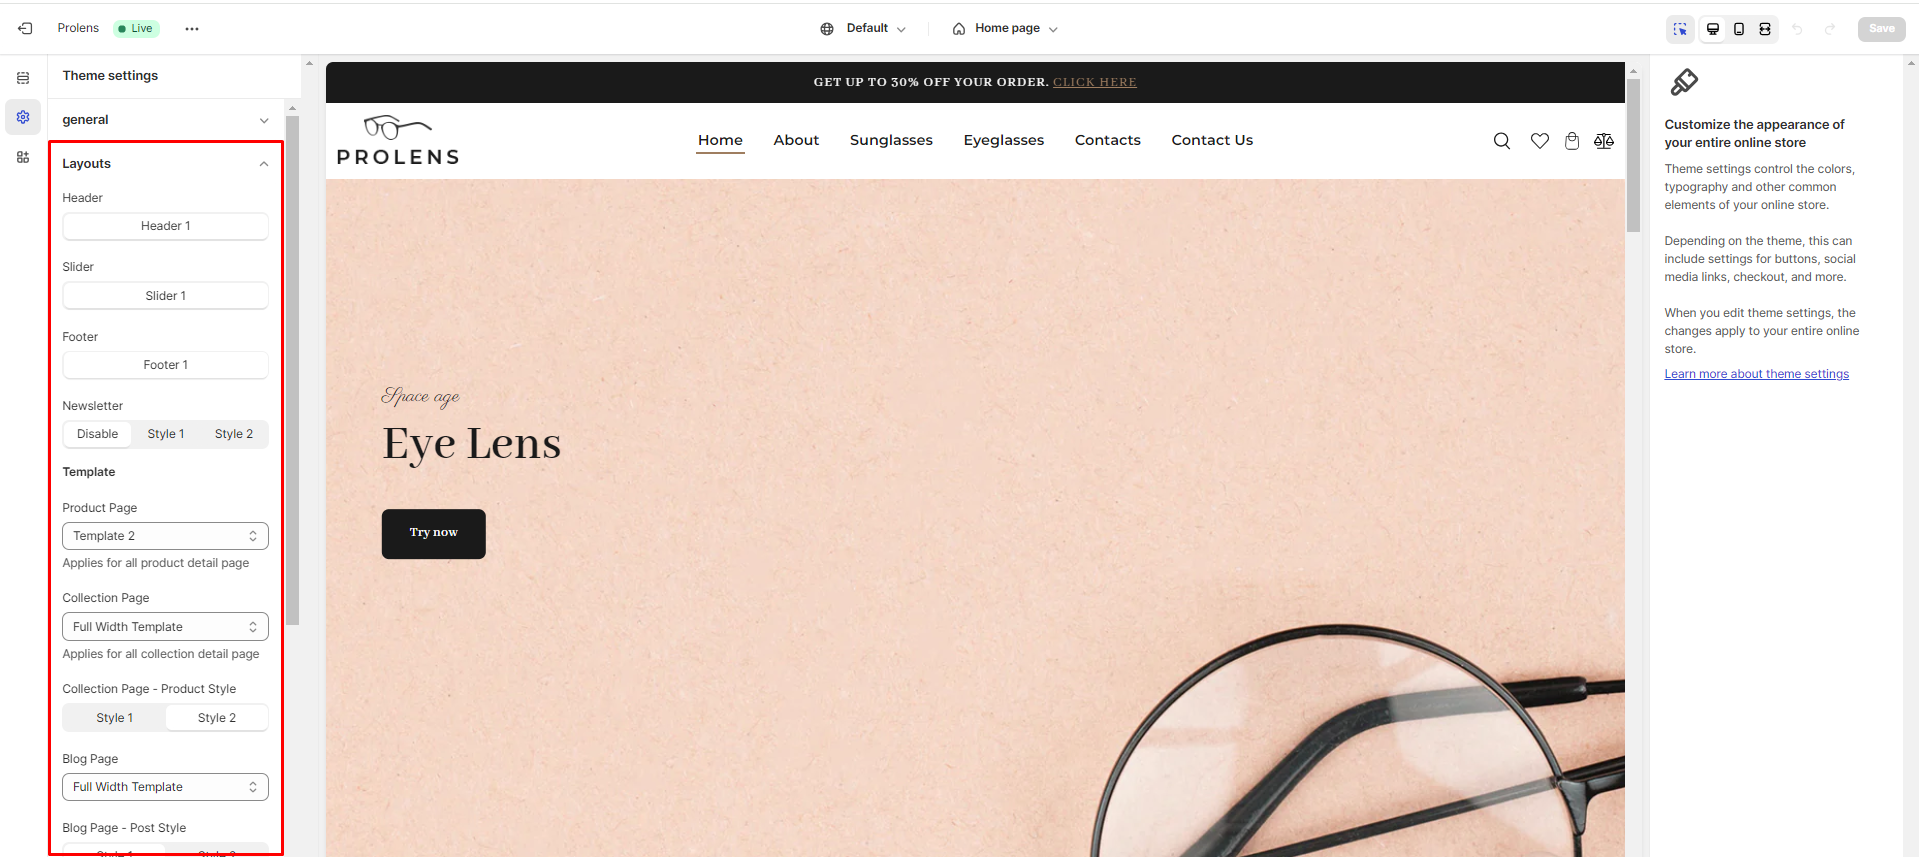 Prolens
Live
Default
Home page
Save
Theme settings
general
Layouts
Header
Header 1
Slider
Slider 1
Footer
Footer 1
Newsletter
Disable
Style 1
Style 2
Template
Product Page
Template 2
Applies for all product detail page
Collection Page
Full Width Template
Applies for all collection detail page
Collection Page - Product Style
Style 1
Style 2
Blog Page
Full Width Template
Blog Page - Post Style
GET UP TO 30% OFF YOUR ORDER. CLICK HERE
PROLENS
Home
About
Sunglasses
Eyeglasses
Contacts
Contact Us
Space age
Eye Lens
Try now
Customize the appearance of
your entire online store
Theme settings control the colors,
typography and other common
elements of your online store.
Depending on the theme, this can
include settings for buttons, social
media links, checkout, and more.
When you edit theme settings, the
changes apply to your entire online
store.
Learn more about theme settings